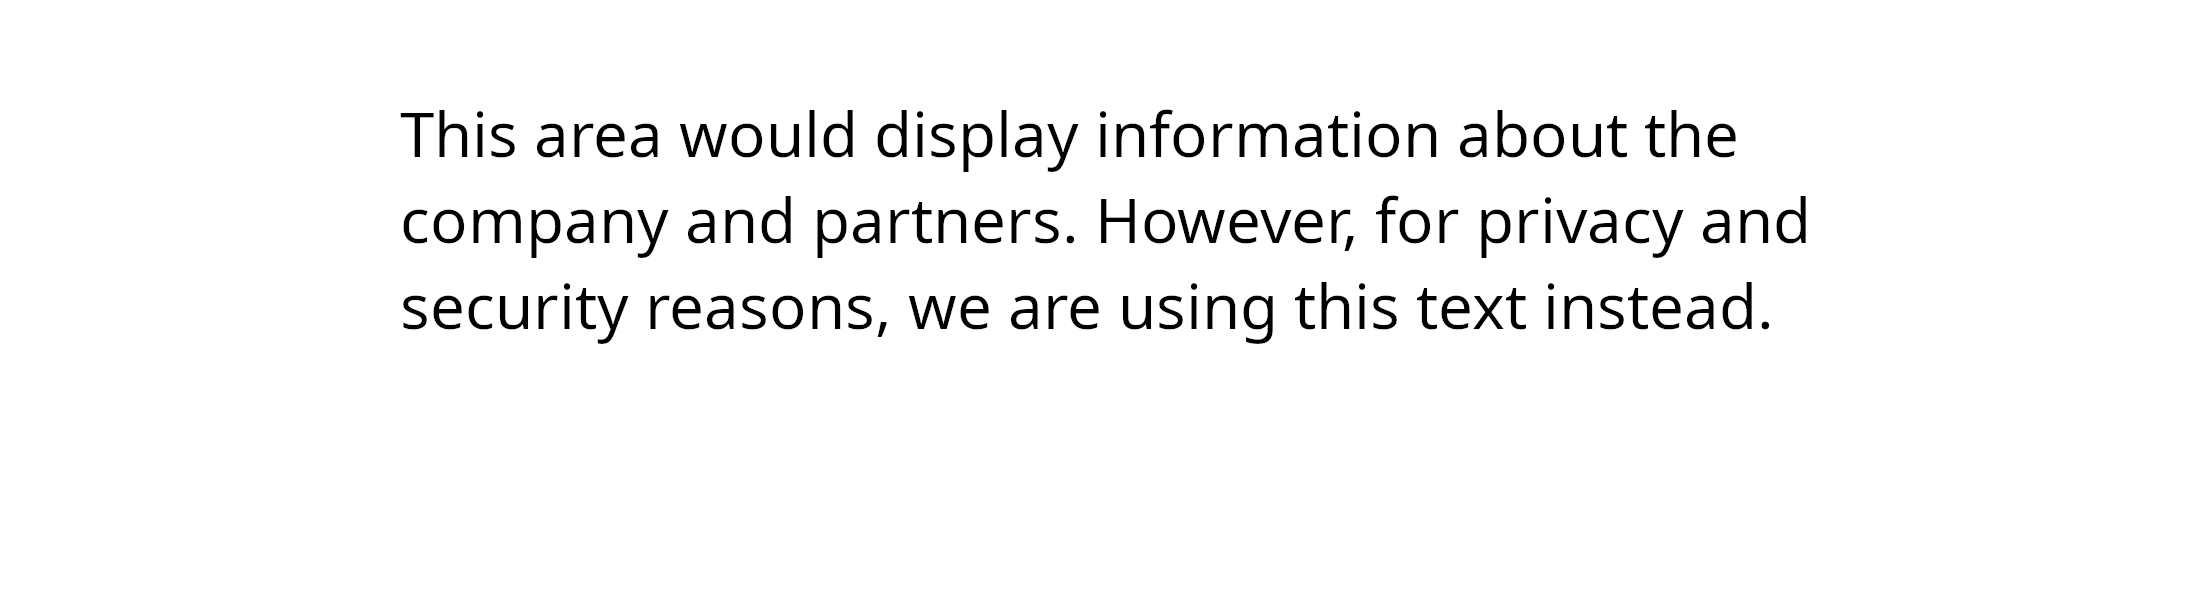 This area would display information about the
company and partners. However, for privacy and
security reasons, we are using this text instead.